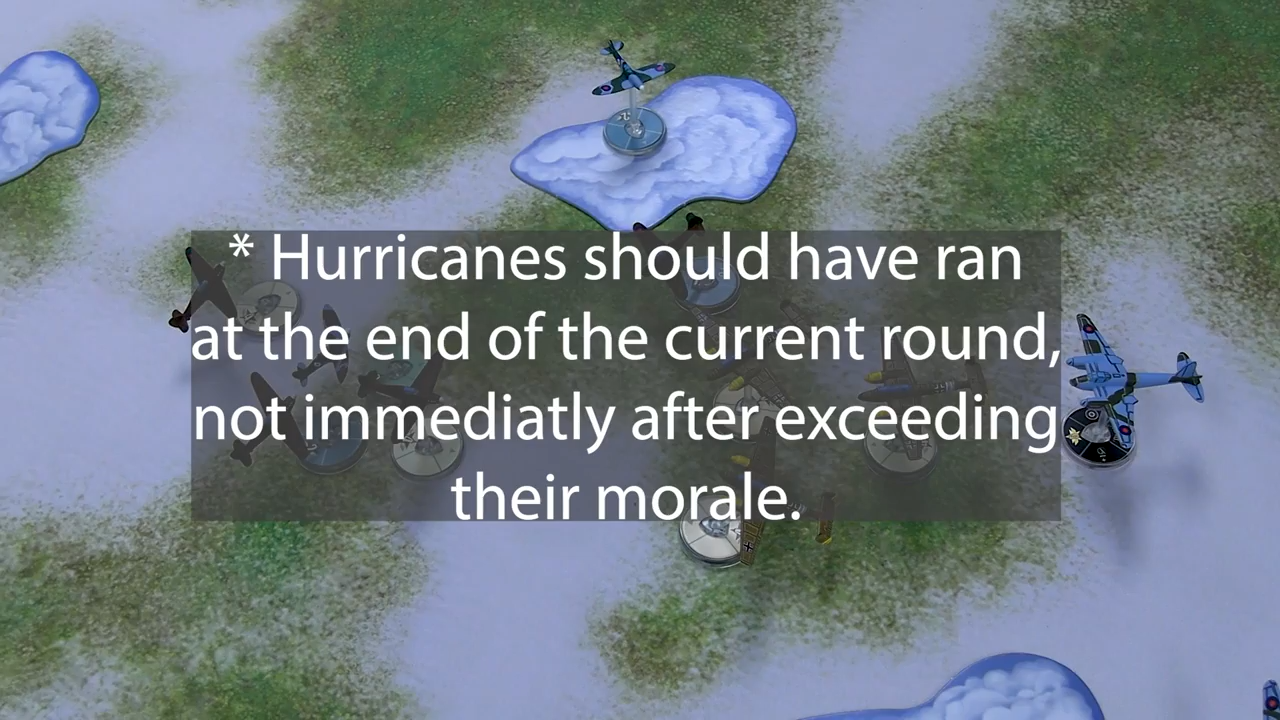 * Hurricanes should have ran
at the end of the current round,
not immediatly after exceeding
their morale.